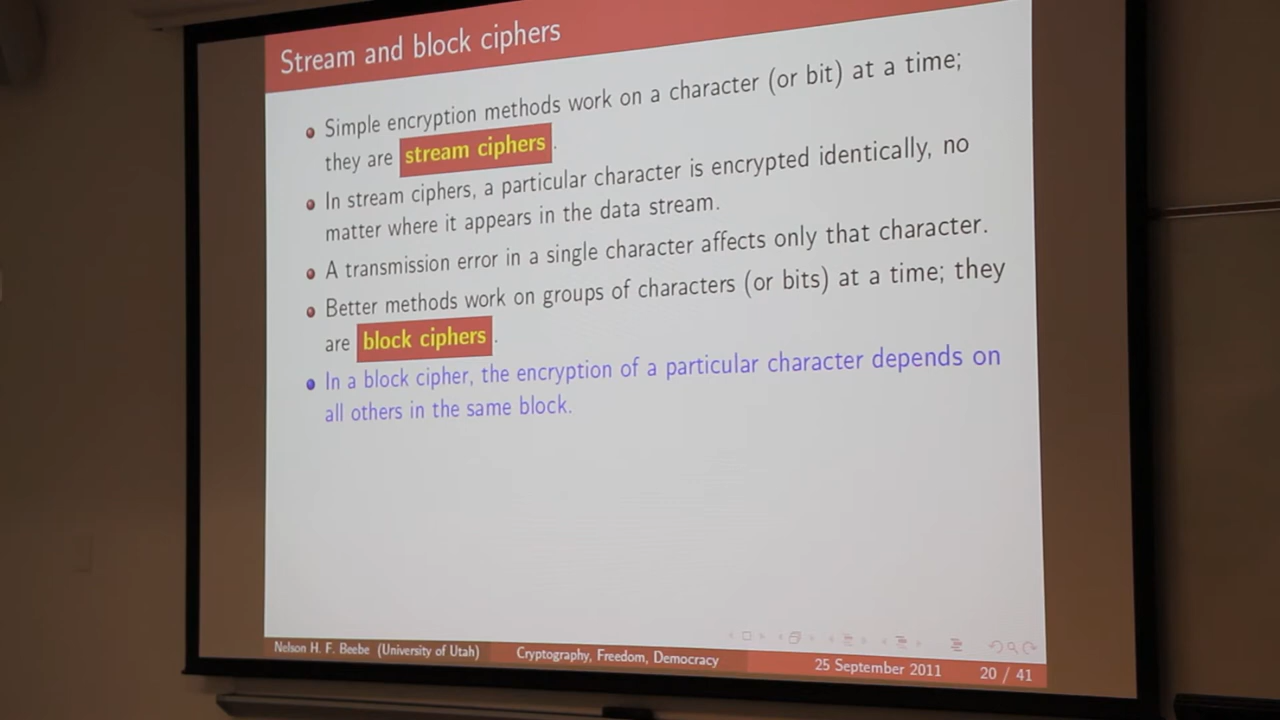 Stream and block ciphers
Simple encryption methods work on a character (or bit) at a time;
they are stream ciphers.
In stream ciphers, a particular character is encrypted identically, no
matter where it appears in the data stream.
A transmission error in a single character affects only that character.
Better methods work on groups of characters (or bits) at a time; they
are block ciphers.
In a block cipher, the encryption of a particular character depends on
all others in the same block.
Nelson H. F. Beebe (University of Utah) Cryptography, Freedom, Democracy 25 September 2011 20 / 41